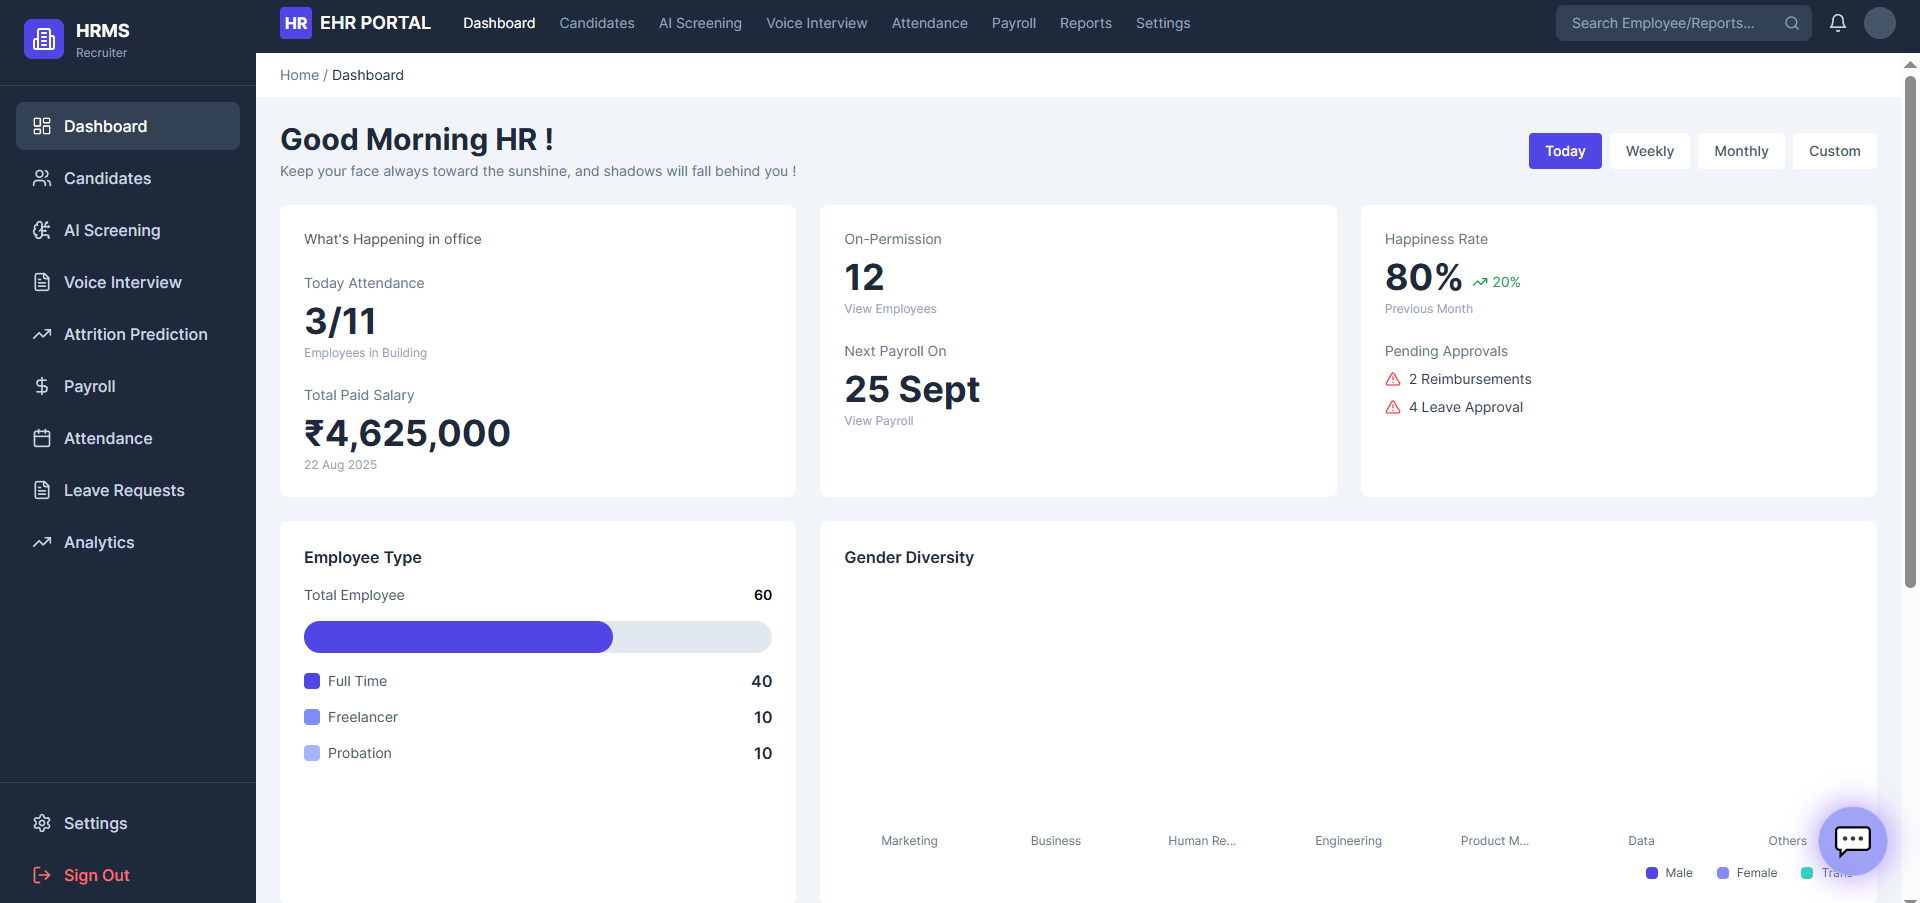 HRMS
Recruiter
Dashboard
Candidates
AI Screening
Voice Interview
Attrition Prediction
Payroll
Attendance
Leave Requests
Analytics
Settings
Sign Out
HR EHR PORTAL Dashboard Candidates AI Screening Voice Interview Attendance Payroll Reports Settings Search Employee/Reports...
Home / Dashboard
Good Morning HR !
Keep your face always toward the sunshine, and shadows will fall behind you !
Today Weekly Monthly Custom
What's Happening in office
Today Attendance
3/11
Employees in Building
Total Paid Salary
₹4,625,000
22 Aug 2025
On-Permission
12
View Employees
Next Payroll On
25 Sept
View Payroll
Happiness Rate
80% 20%
Previous Month
Pending Approvals
2 Reimbursements
4 Leave Approval
Employee Type
Total Employee 60
Full Time 40
Freelancer 10
Probation 10
Gender Diversity
Marketing Business Human Re... Engineering Product M... Data Others
Male Female